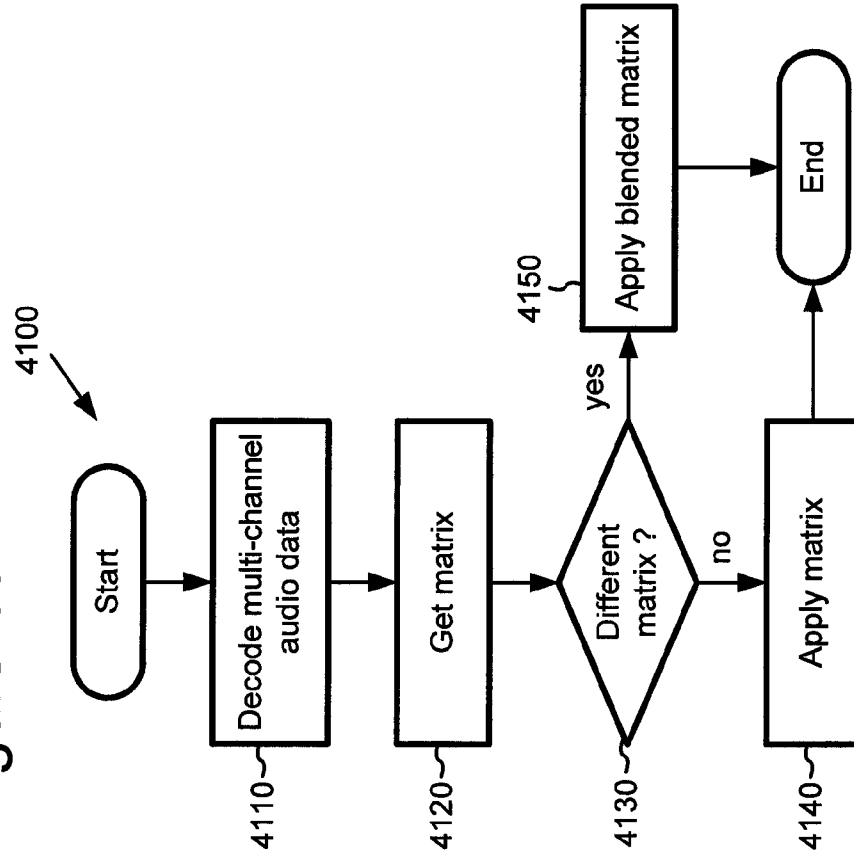 4100
Start
4110
Decode multi-channel
audio data
4120
Get matrix
4130
Different
matrix ?
yes
no
4150
Apply blended matrix
4140
Apply matrix
End